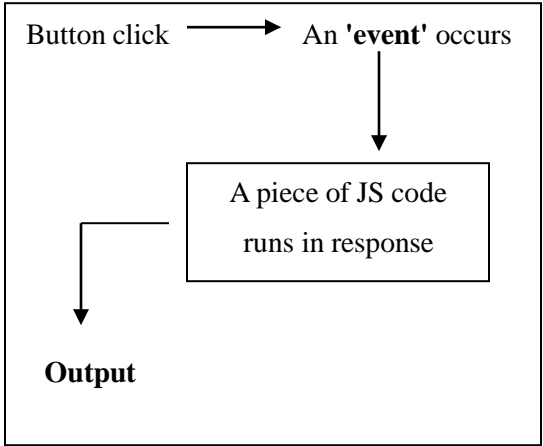 Button click
An 'event' occurs
A piece of JS code
runs in response
Output